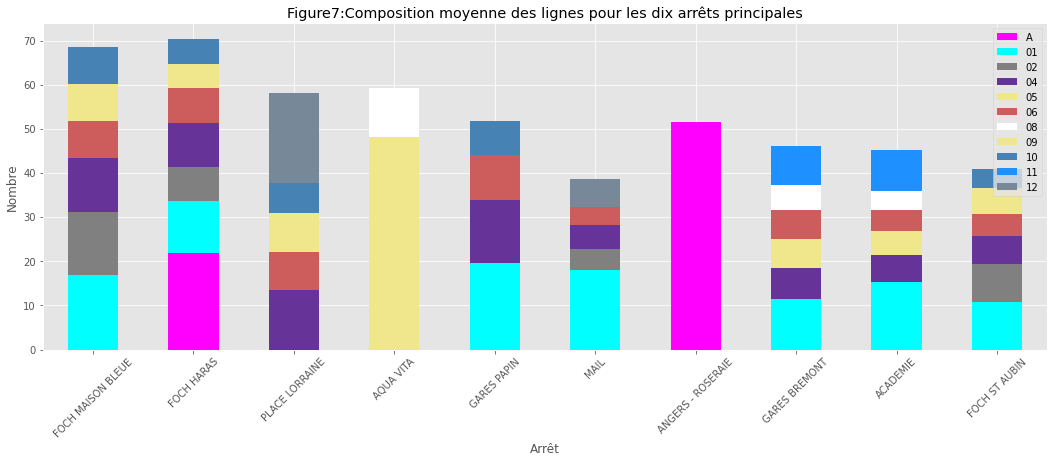 Figure7:Composition moyenne des lignes pour les dix arrêts principales
Nombre
70
60
50
40
30
20
10
0
A
01
02
04
05
06
08
09
10
11
12
FOCH MAISON BLEUE
FOCH HARAS
PLACE LORRAINE
AQUA VITA
GARES PAPIN
MAIL
ANGERS - ROSERAIE
GARES BREMONT
ACADEMIE
FOCH ST AUBIN
Arrêt